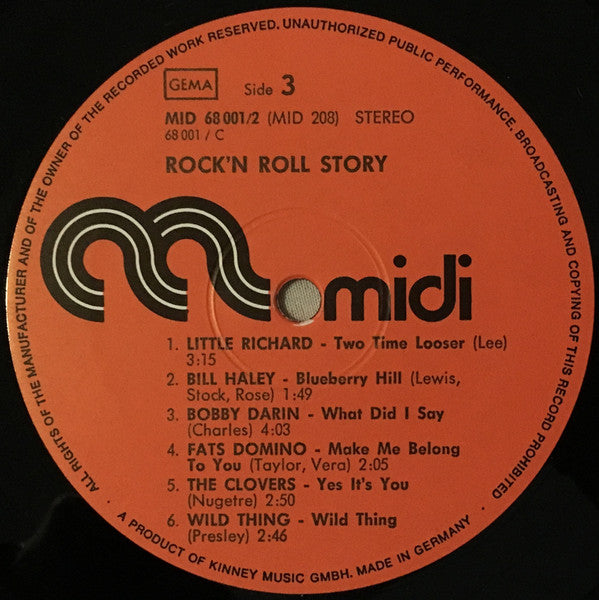 ALL RIGHTS OF THE MANUFACTURER AND OF THE OWNER OF THE RECORDED WORK RESERVED. UNAUTHORIZED PUBLIC PERFORMANCE, BROADCASTING AND COPYING OF THIS RECORD PROHIBITED
GEMA Side 3
MID 68 001/2 (MID 208) STEREO
68 001 / C
ROCK'N ROLL STORY
midi
1. LITTLE RICHARD - Two Time Looser (Lee)
3:15
2. BILL HALEY - Blueberry Hill (Lewis,
Stock, Rose) 1:49
3. BOBBY DARIN - What Did I Say
(Charles) 4:03
4. FATS DOMINO - Make Me Belong
To You (Taylor, Vera) 2:05
5. THE CLOVERS - Yes It's You
(Nugetre) 2:50
6. WILD THING - Wild Thing
(Presley) 2:46
A PRODUCT OF KINNEY MUSIC GMBH. MADE IN GERMANY